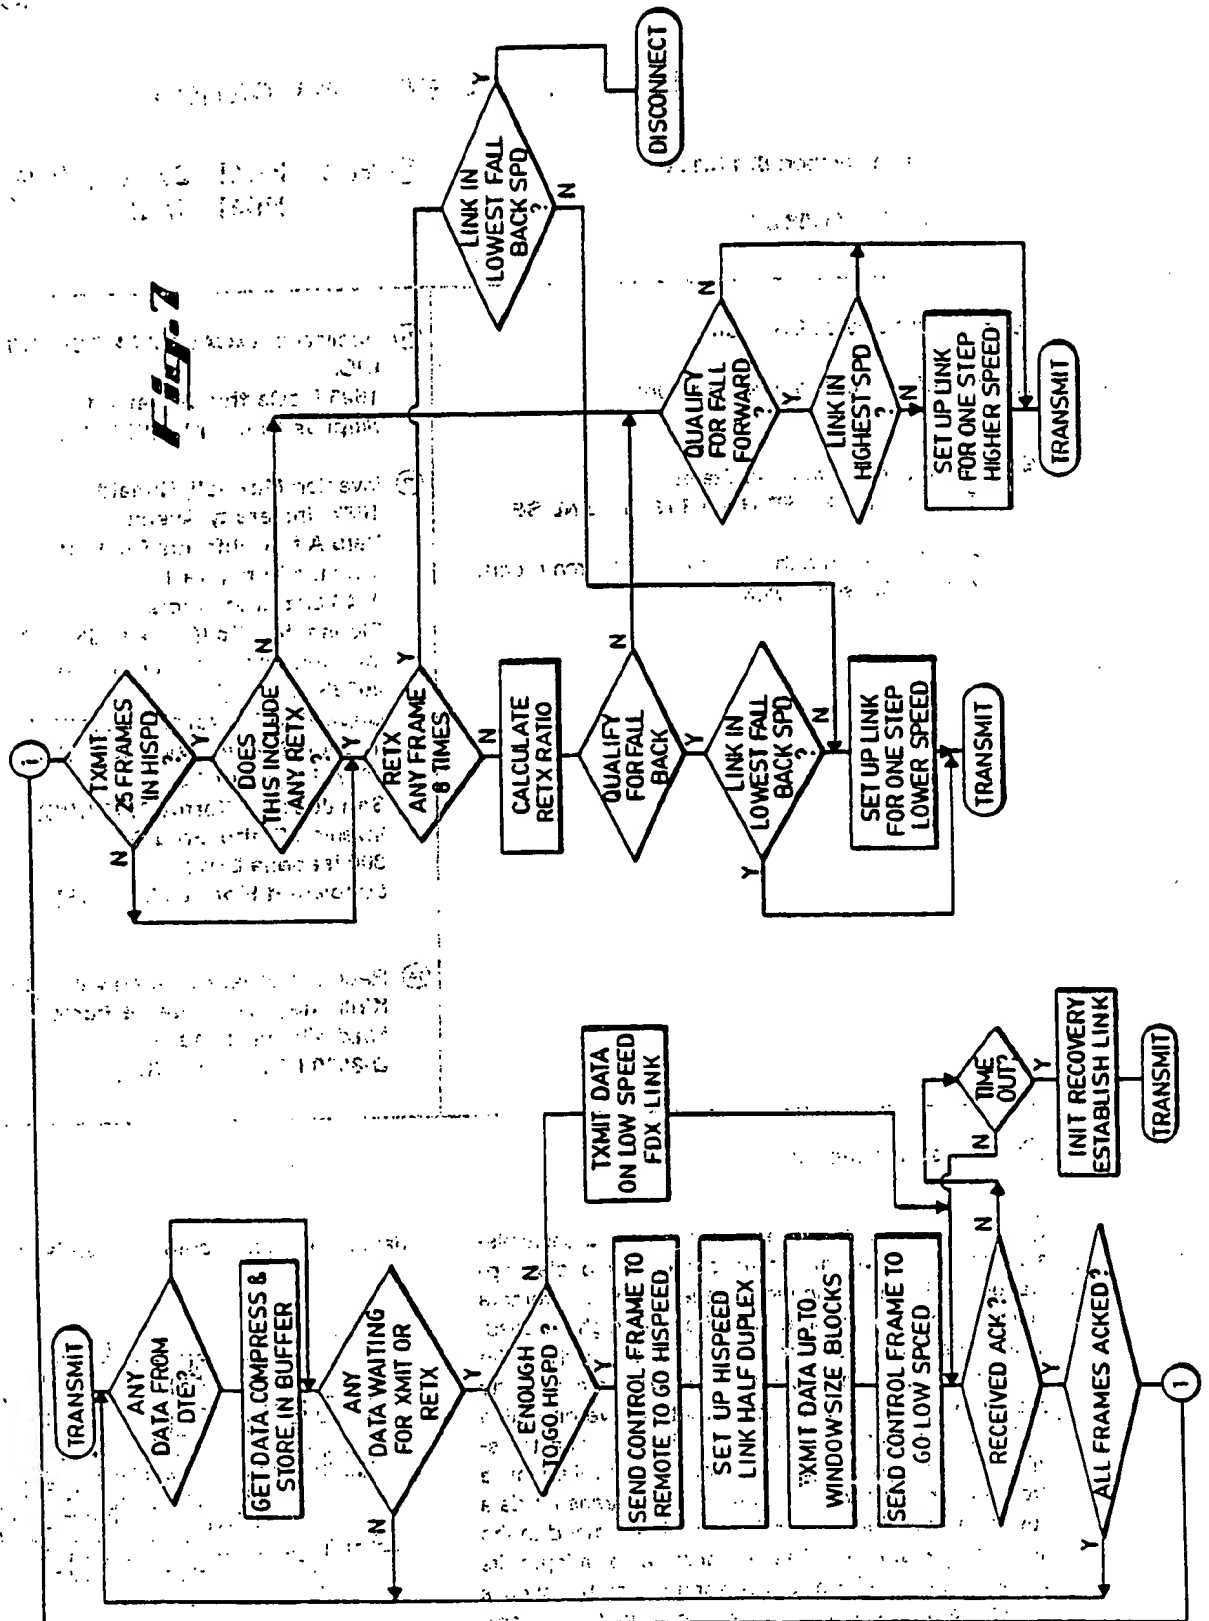 Fig.7
TRANSMIT
ANY
DATA FROM
DTE?
GET DATA COMPRESS &
STORE IN BUFFER
ANY
DATA WAITING
FOR XMIT OR
RETX
N
Y
ENOUGH
TO GO HISPD ?
N
Y
TXMIT DATA
ON LOW SPEED
FDX LINK
SEND CONTROL FRAME TO
REMOTE TO GO HISPEED
SET UP HISPEED
LINK HALF DUPLEX
TXMIT DATA UP TO
WINDOWSIZE BLOCKS
SEND CONTROL FRAME TO
GO LOW SPCED
RECEIVED ACK?
N
Y
TIME
OUT?
N
Y
INIT RECOVERY
ESTABLISH LINK
TRANSMIT
ALL FRAMES ACKED?
Y
1
1
TXMIT
25 FRAMES
IN HISPD
?
N
Y
DOES
THIS INCLUDE
ANY RETX
?
N
Y
RETX
ANY FRAME
8 TIMES
Y
N
CALCULATE
RETX RATIO
QUALIFY
FOR FALL
BACK
N
Y
LINK IN
LOWEST FALL
BACK SPD
?
Y
N
SET UP LINK
FOR ONE STEP
LOWER SPEED
TRANSMIT
LINK IN
LOWEST FALL
BACK SPD
?
Y
N
DISCONNECT
QUALIFY
FOR FALL
FORWARD
?
N
Y
LINK IN
HIGHEST SPD
?
N
SET UP LINK
FOR ONE STEP
HIGHER SPEED
TRANSMIT